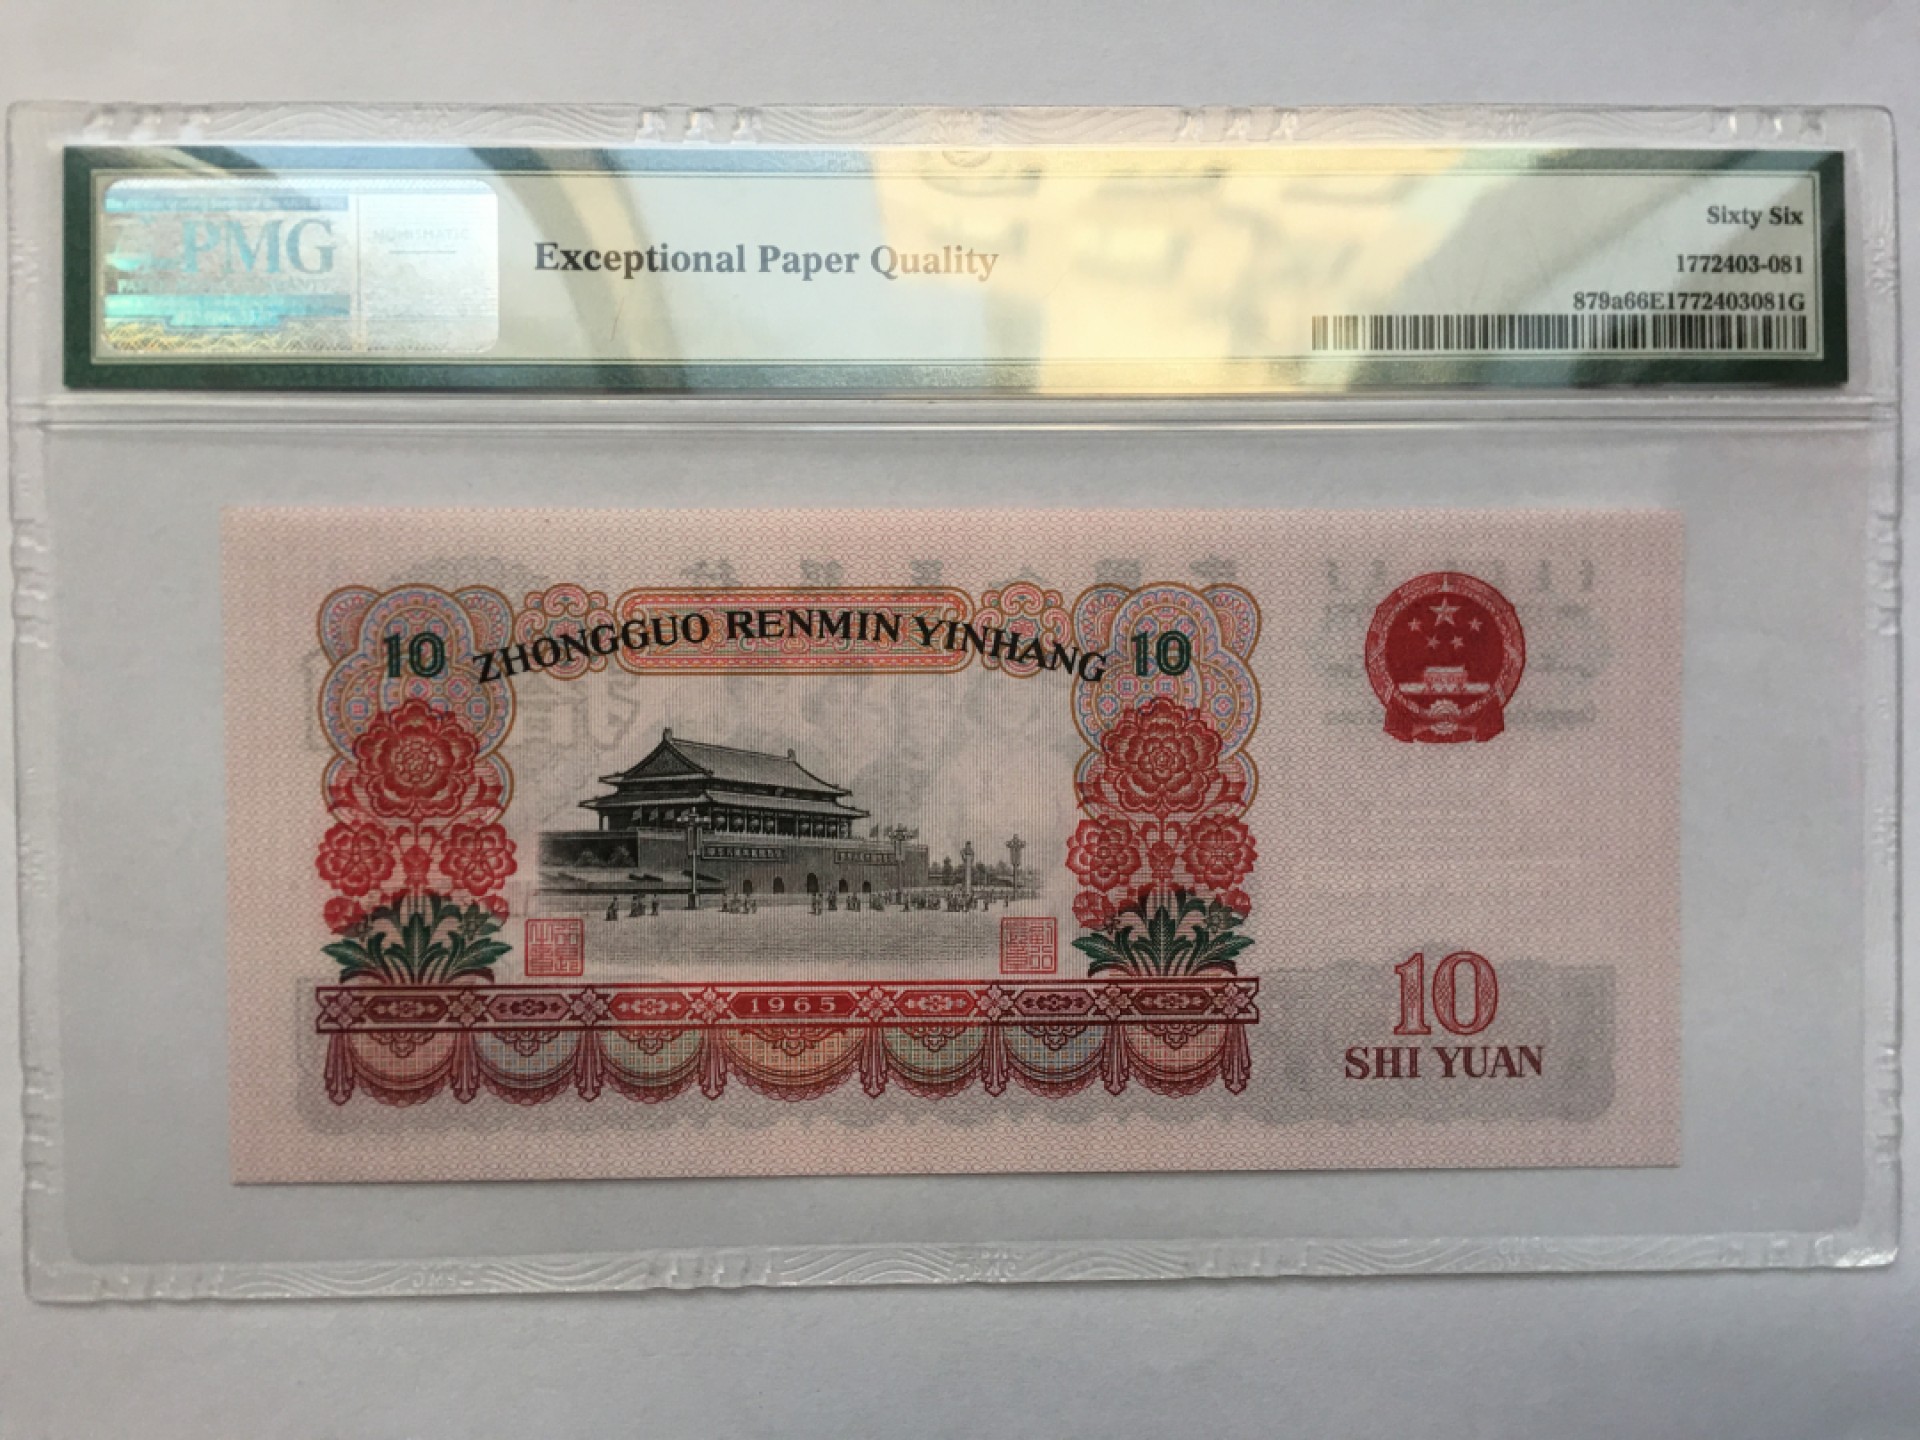 PMG
Exceptional Paper Quality
Sixty Six
1772403-081
879a66E1772403081G
10 ZHONGGUO RENMIN YINHANG 10
1965
10
SHI YUAN